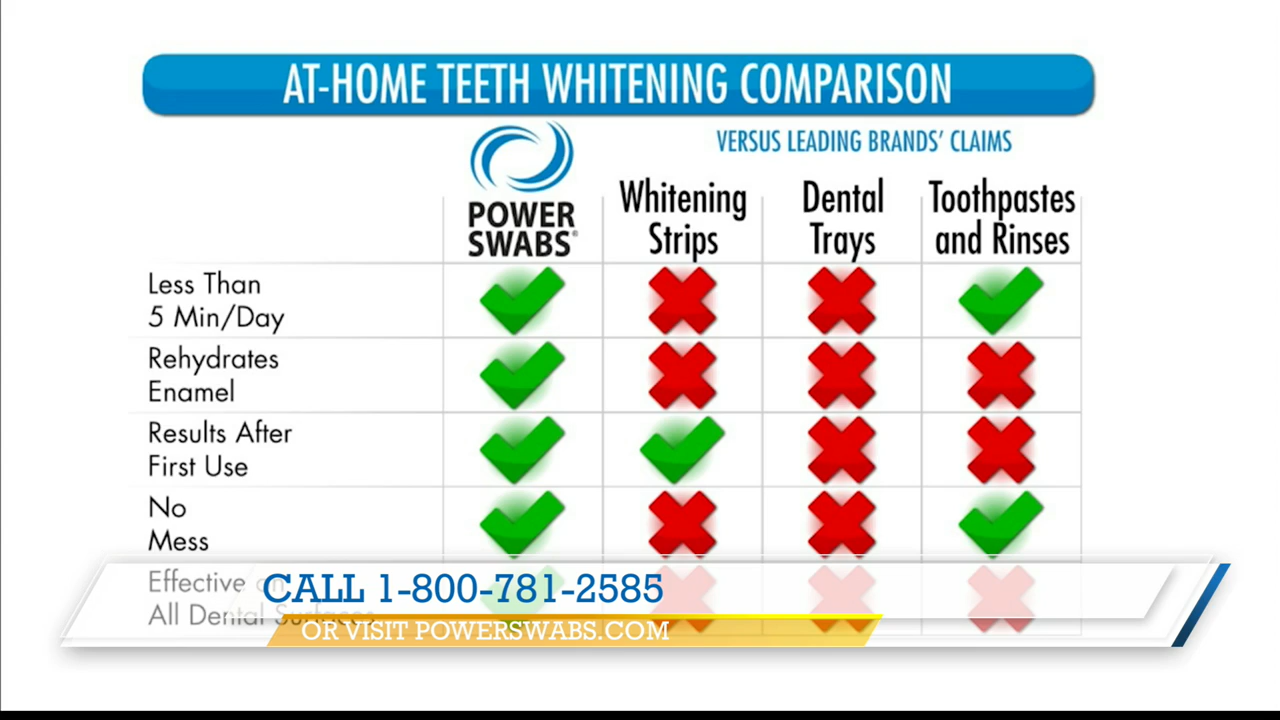 AT-HOME TEETH WHITENING COMPARISON
VERSUS LEADING BRANDS' CLAIMS
POWER
SWABS®
Whitening
Strips
Dental
Trays
Toothpastes
and Rinses
Less Than
5 Min/Day
Rehydrates
Enamel
Results After
First Use
No
Mess
Effective on
All Dental Surfaces
CALL 1-800-781-2585
OR VISIT POWERSWABS.COM